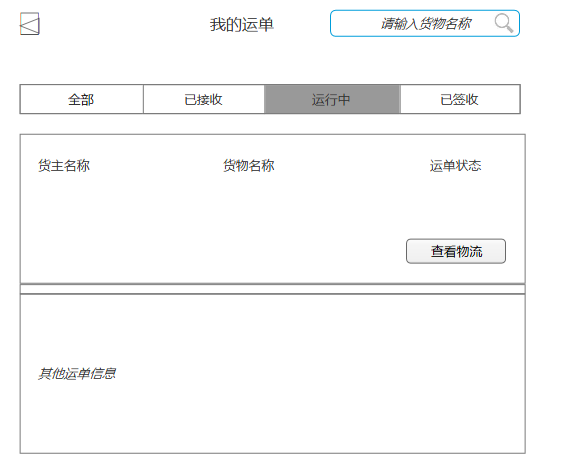 我的运单 请输入货物名称
全部 已接收 运行中 已签收
货主名称 货物名称 运单状态
查看物流
其他运单信息